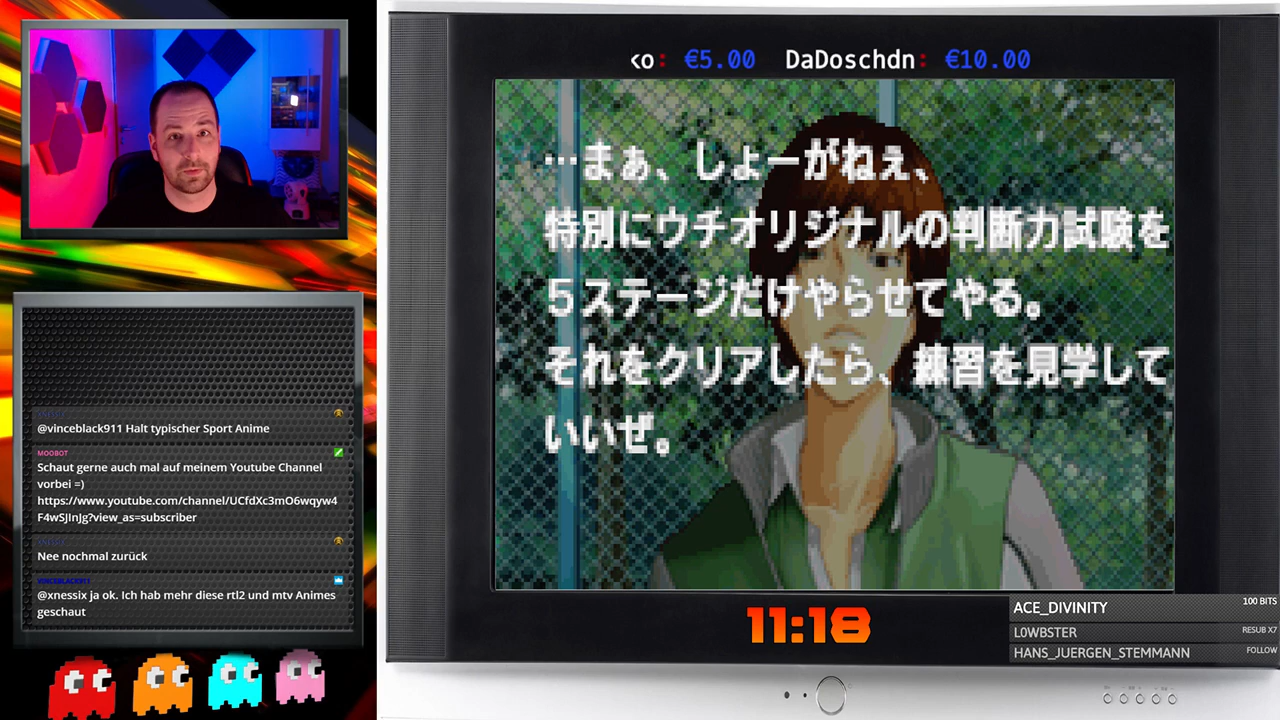 ‹o: €5.00 DaDoschdn: €10.00
…まぁ、しょーがねぇ、
特別にウチオリジナルの判断力試験を
５ステージだけやらせてやる。
それをクリアしたら、練習を見学して
いいぜ。
@vinceblack911 Halt typischer Sport Anime
MOOBOT
Schaut gerne auch mal auf meinem Youtube Channel
vorbei =)
https://www.youtube.com/channel/UCfdXc3mO6wqyw4
F4wSJInJg?view_as=subscriber
Nee nochmal zurück
VINCEBLACK911
@xnessix ja ok. Ich hab mehr diese rtl2 und mtv Animes
geschaut
11:18
ACE_DIVINITY 100 BITS
L0WBSTER RESUB X7
HANS_JUERGEN_STEMMANN FOLLOW